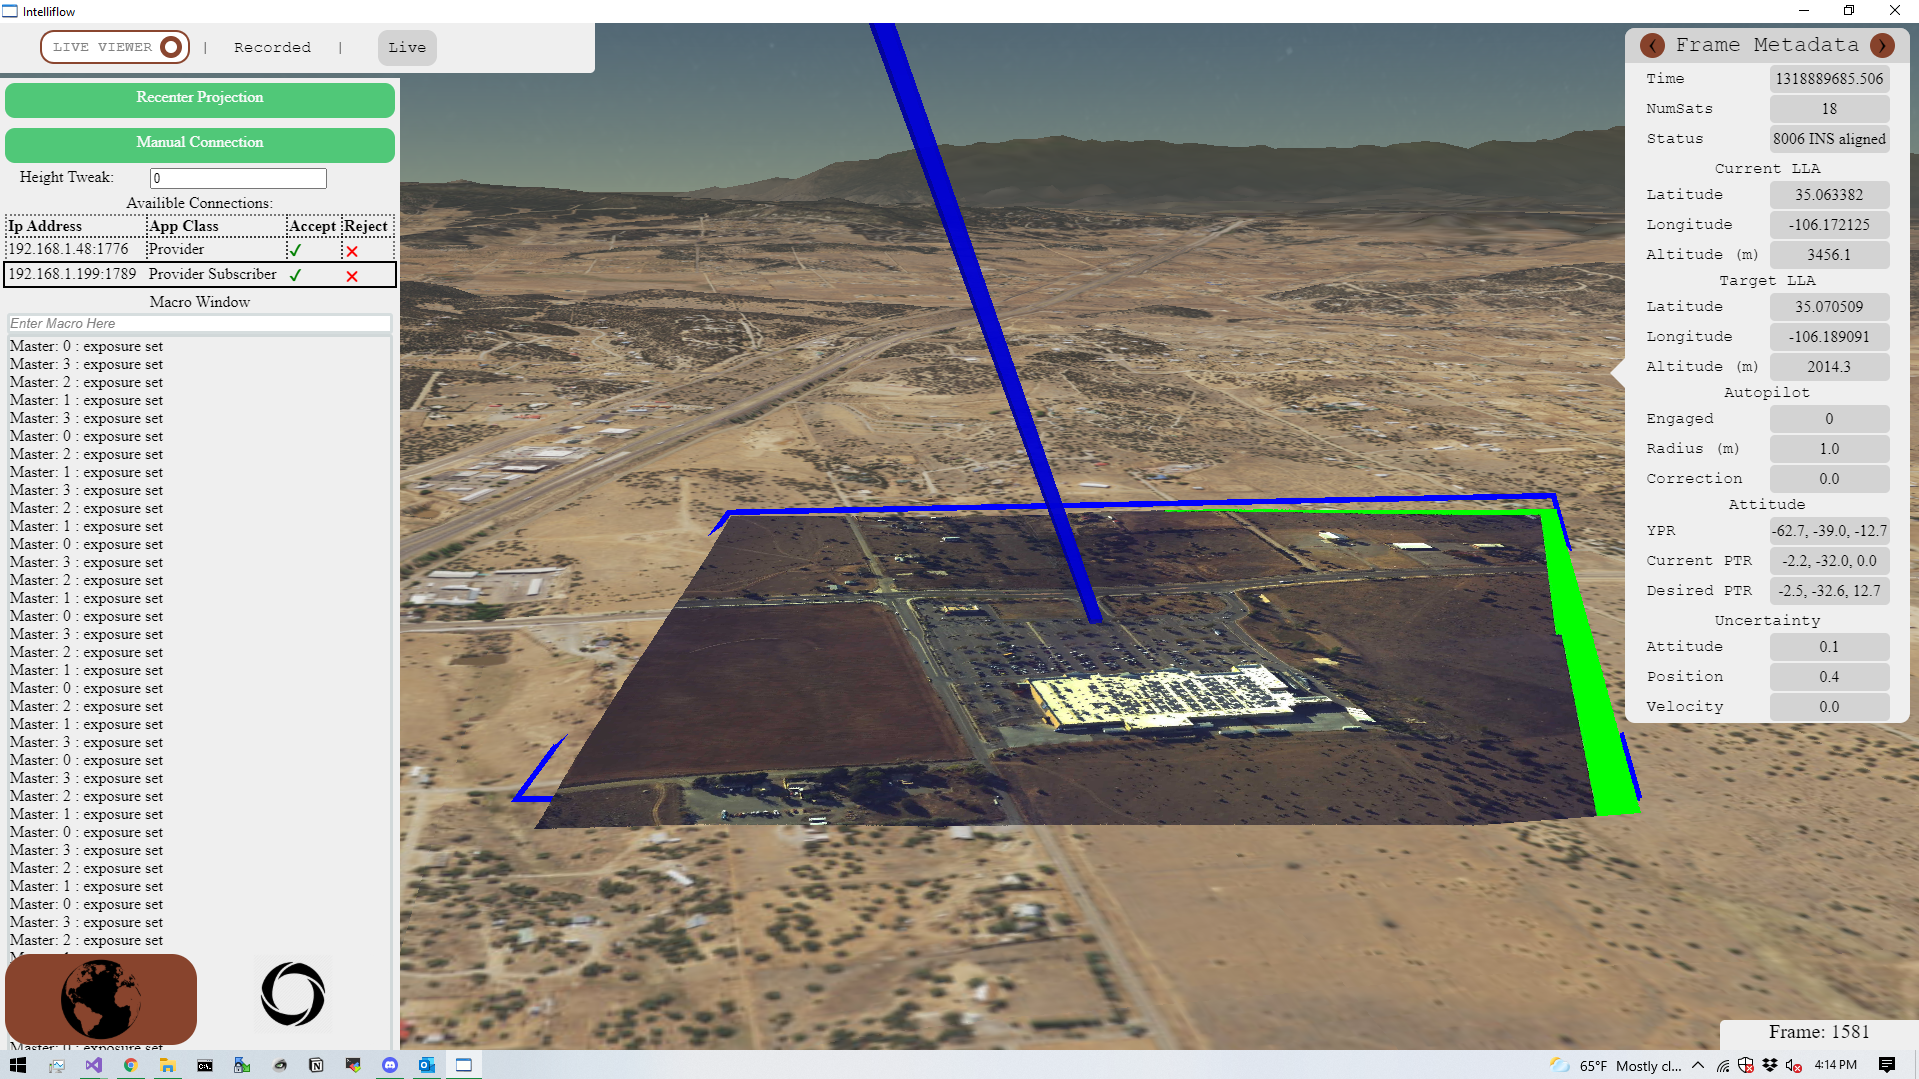 Intelliflow
LIVE VIEWER | Recorded | Live
Recenter Projection
Manual Connection
Height Tweak: 0
Availible Connections:
Ip Address App Class Accept Reject
192.168.1.48:1776 Provider ✓ ✕
192.168.1.199:1789 Provider Subscriber ✓ ✕
Macro Window
Enter Macro Here
Master: 0 : exposure set
Master: 3 : exposure set
Master: 2 : exposure set
Master: 1 : exposure set
Master: 3 : exposure set
Master: 0 : exposure set
Master: 2 : exposure set
Master: 1 : exposure set
Master: 3 : exposure set
Master: 2 : exposure set
Master: 1 : exposure set
Master: 0 : exposure set
Master: 3 : exposure set
Master: 2 : exposure set
Master: 1 : exposure set
Master: 0 : exposure set
Master: 3 : exposure set
Master: 2 : exposure set
Master: 1 : exposure set
Master: 0 : exposure set
Master: 2 : exposure set
Master: 1 : exposure set
Master: 3 : exposure set
Master: 0 : exposure set
Master: 3 : exposure set
Master: 2 : exposure set
Master: 1 : exposure set
Master: 0 : exposure set
Master: 3 : exposure set
Master: 2 : exposure set
Master: 1 : exposure set
Master: 0 : exposure set
Master: 3 : exposure set
Master: 2 : exposure set
Master: 0 : exposure set
Frame Metadata
Time 1318889685.506
NumSats 18
Status 8006 INS aligned
Current LLA
Latitude 35.063382
Longitude -106.172125
Altitude (m) 3456.1
Target LLA
Latitude 35.070509
Longitude -106.189091
Altitude (m) 2014.3
Autopilot
Engaged 0
Radius (m) 1.0
Correction 0.0
Attitude
YPR -62.7, -39.0, -12.7
Current PTR -2.2, -32.0, 0.0
Desired PTR -2.5, -32.6, 12.7
Uncertainty
Attitude 0.1
Position 0.4
Velocity 0.0
Frame: 1581
65°F Mostly cl... 4:14 PM